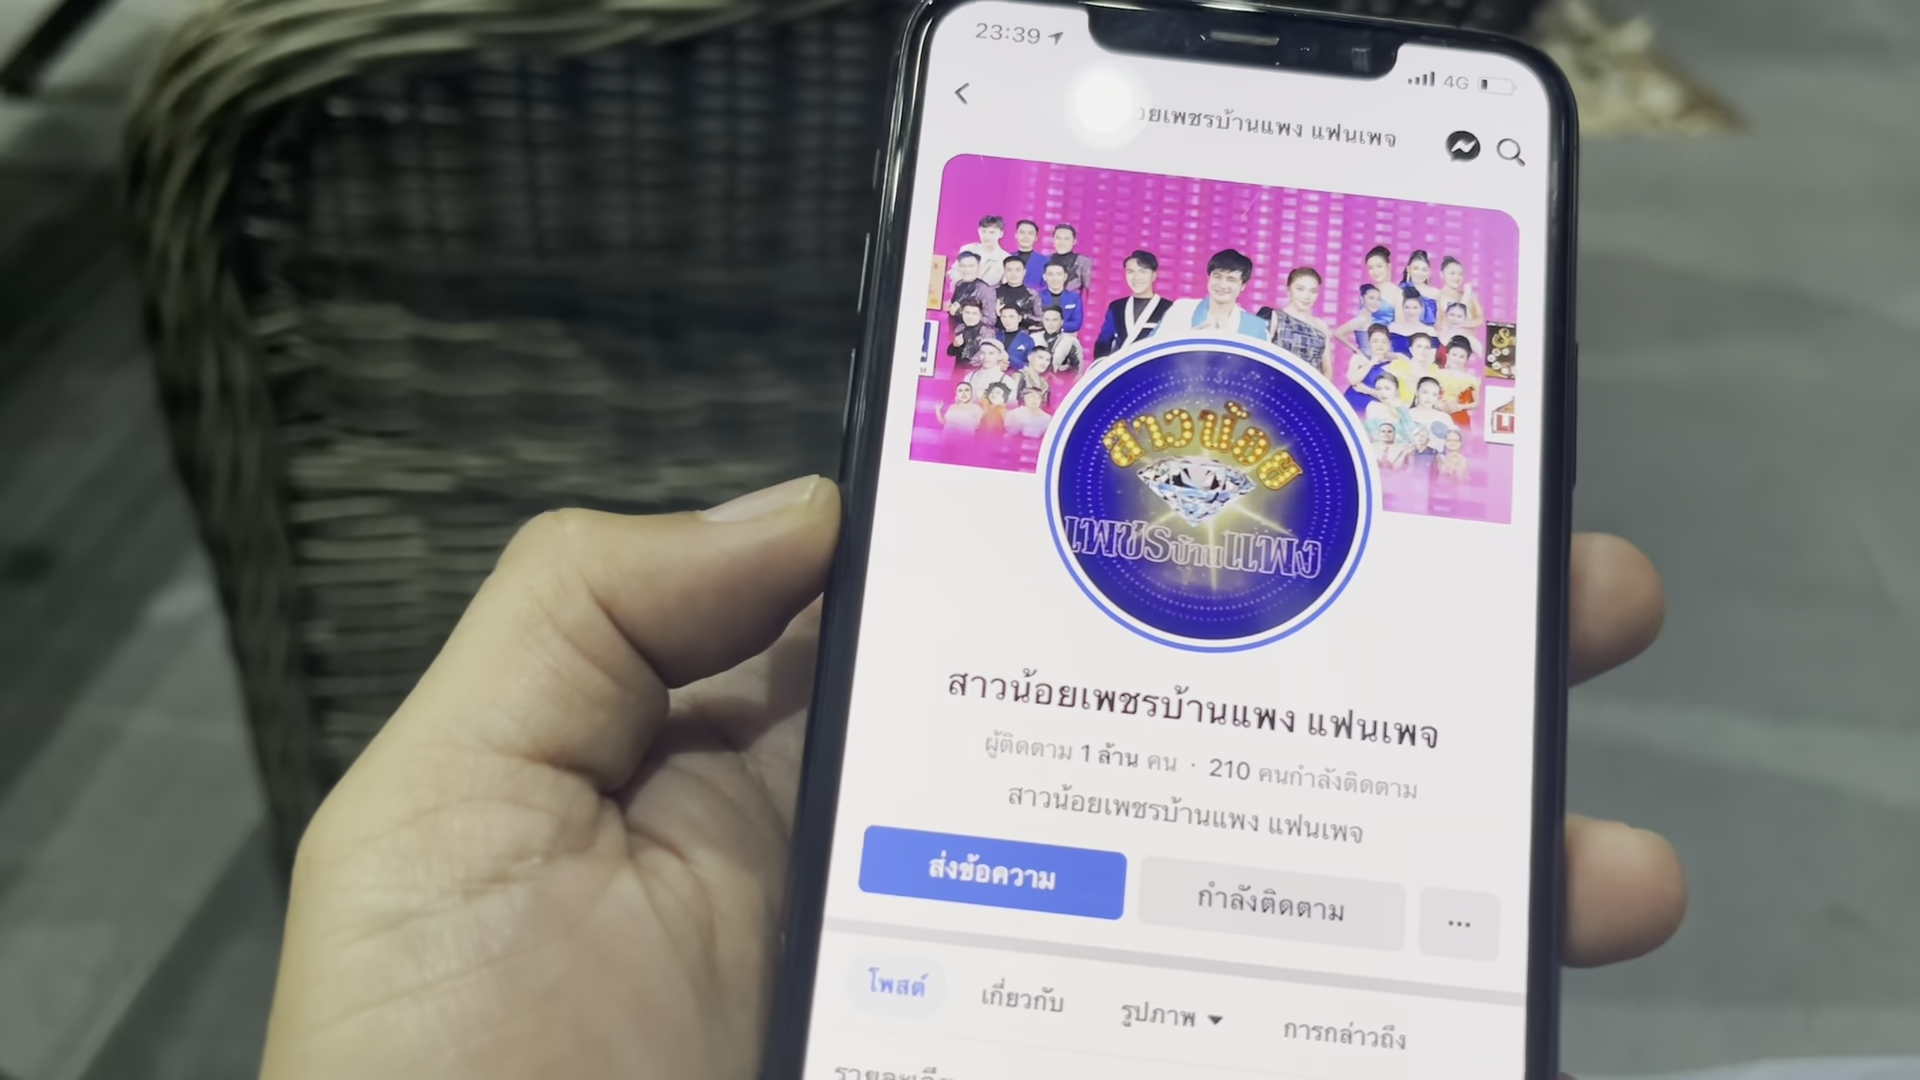 23:39
4G
อยเพชรบ้านแพง แฟนเพจ
สาวน้อย
เพชรบ้านแพง
สาวน้อยเพชรบ้านแพง แฟนเพจ
ผู้ติดตาม 1 ล้าน คน · 210 คนกำลังติดตาม
สาวน้อยเพชรบ้านแพง แฟนเพจ
ส่งข้อความ
กำลังติดตาม
...
โพสต์ เกี่ยวกับ รูปภาพ การกล่าวถึง